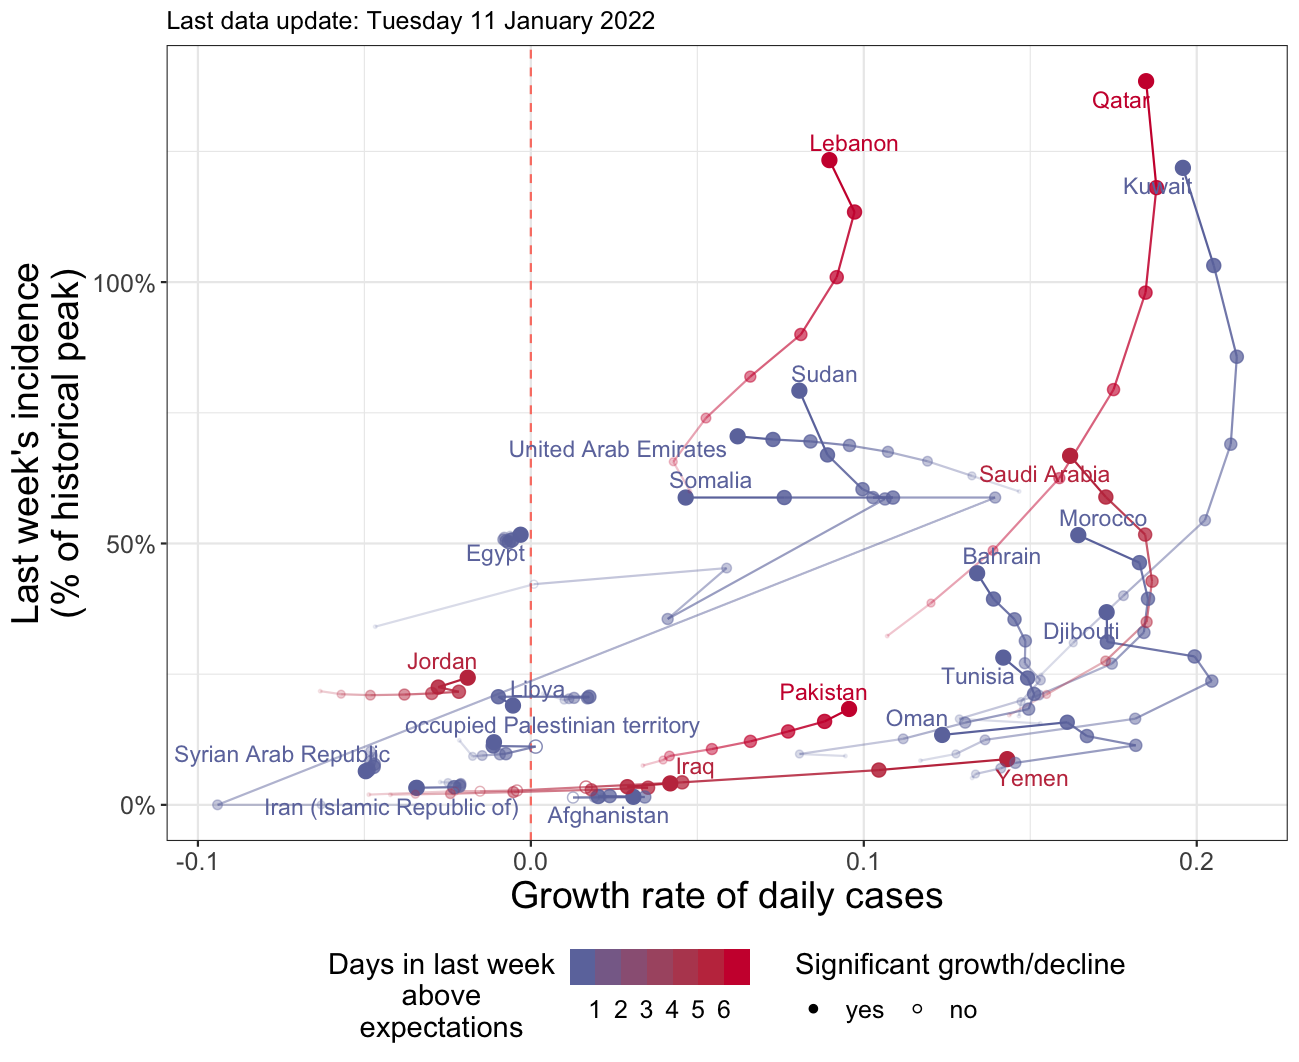 Last data update: Tuesday 11 January 2022
Qatar
Lebanon
Kuwait
100%
Sudan
United Arab Emirates
Somalia
Saudi Arabia
Morocco
50%
Egypt
Bahrain
Djibouti
Jordan
Tunisia
Libya
Pakistan
occupied Palestinian territory
Oman
Syrian Arab Republic
Iraq
Yemen
0%
Iran (Islamic Republic of)
Afghanistan
-0.1
0.0
0.1
0.2
Last week's incidence
(% of historical peak)
Growth rate of daily cases
Days in last week
above
expectations
1 2 3 4 5 6
Significant growth/decline
yes
no